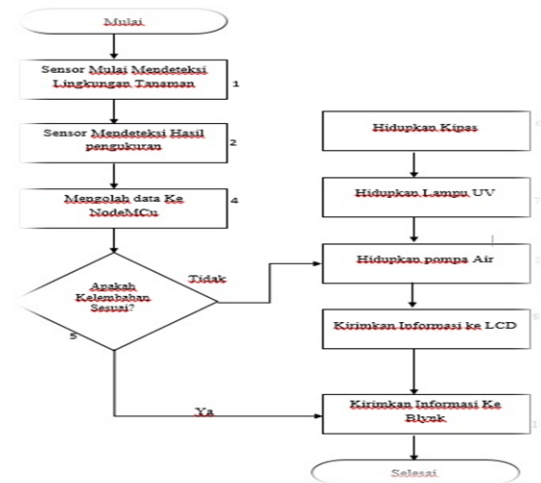 Mulai
Sensor Mulai Mendeteksi
Lingkungan Tanaman
1
Sensor Mendeteksi Hasil
pengukuran
2
Mengolah data Ke
NodeMCu
4
Apakah
Kelembaban
Sesuai?
5
Tidak
Ya
Hidupkan Kipas
Hidupkan Lampu UV
Hidupkan pompa Air
Kirimkan Informasi ke LCD
Kirimkan Informasi Ke
Blynk
Selesai